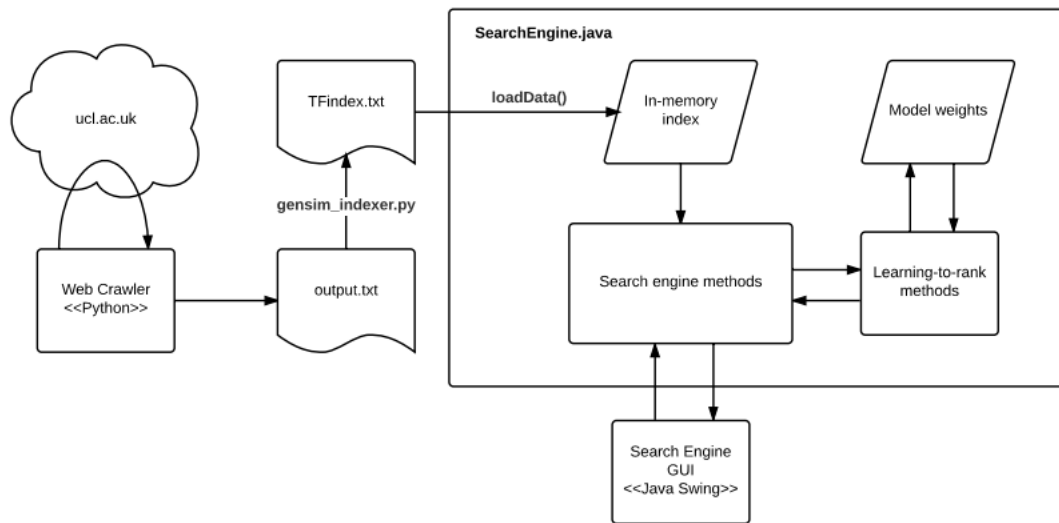 SearchEngine.java
ucl.ac.uk
TFindex.txt
loadData()
In-memory
index
Model weights
gensim_indexer.py
Web Crawler
<<Python>>
output.txt
Search engine methods
Learning-to-rank
methods
Search Engine
GUI
<<Java Swing>>